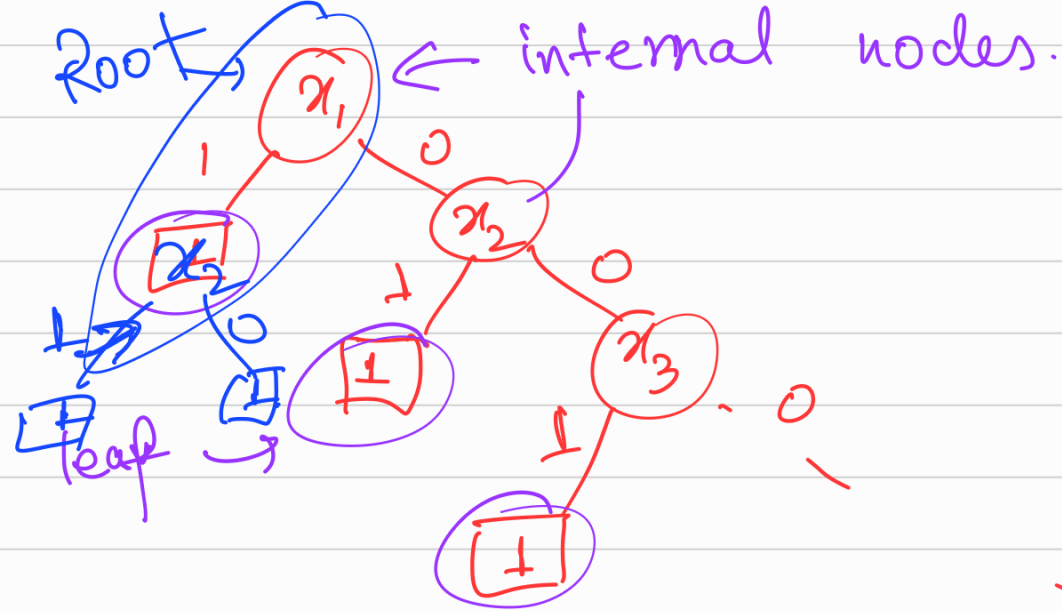 Root internal nodes.
x1
1 0
1 x2 x2
1 0 1 0
1 1 1 x3
leaf 1 0
1